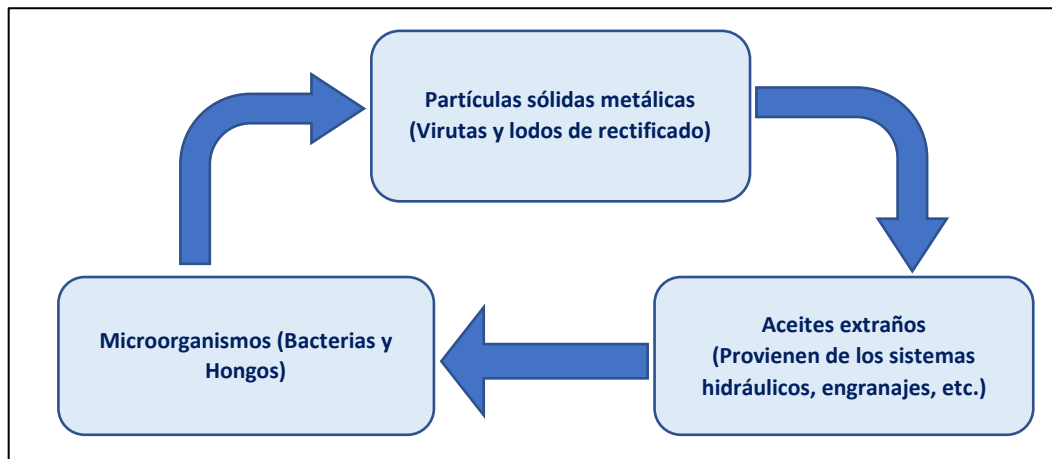 Partículas sólidas metálicas
(Virutas y lodos de rectificado)
Microorganismos (Bacterias y
Hongos)
Aceites extraños
(Provienen de los sistemas
hidráulicos, engranajes, etc.)